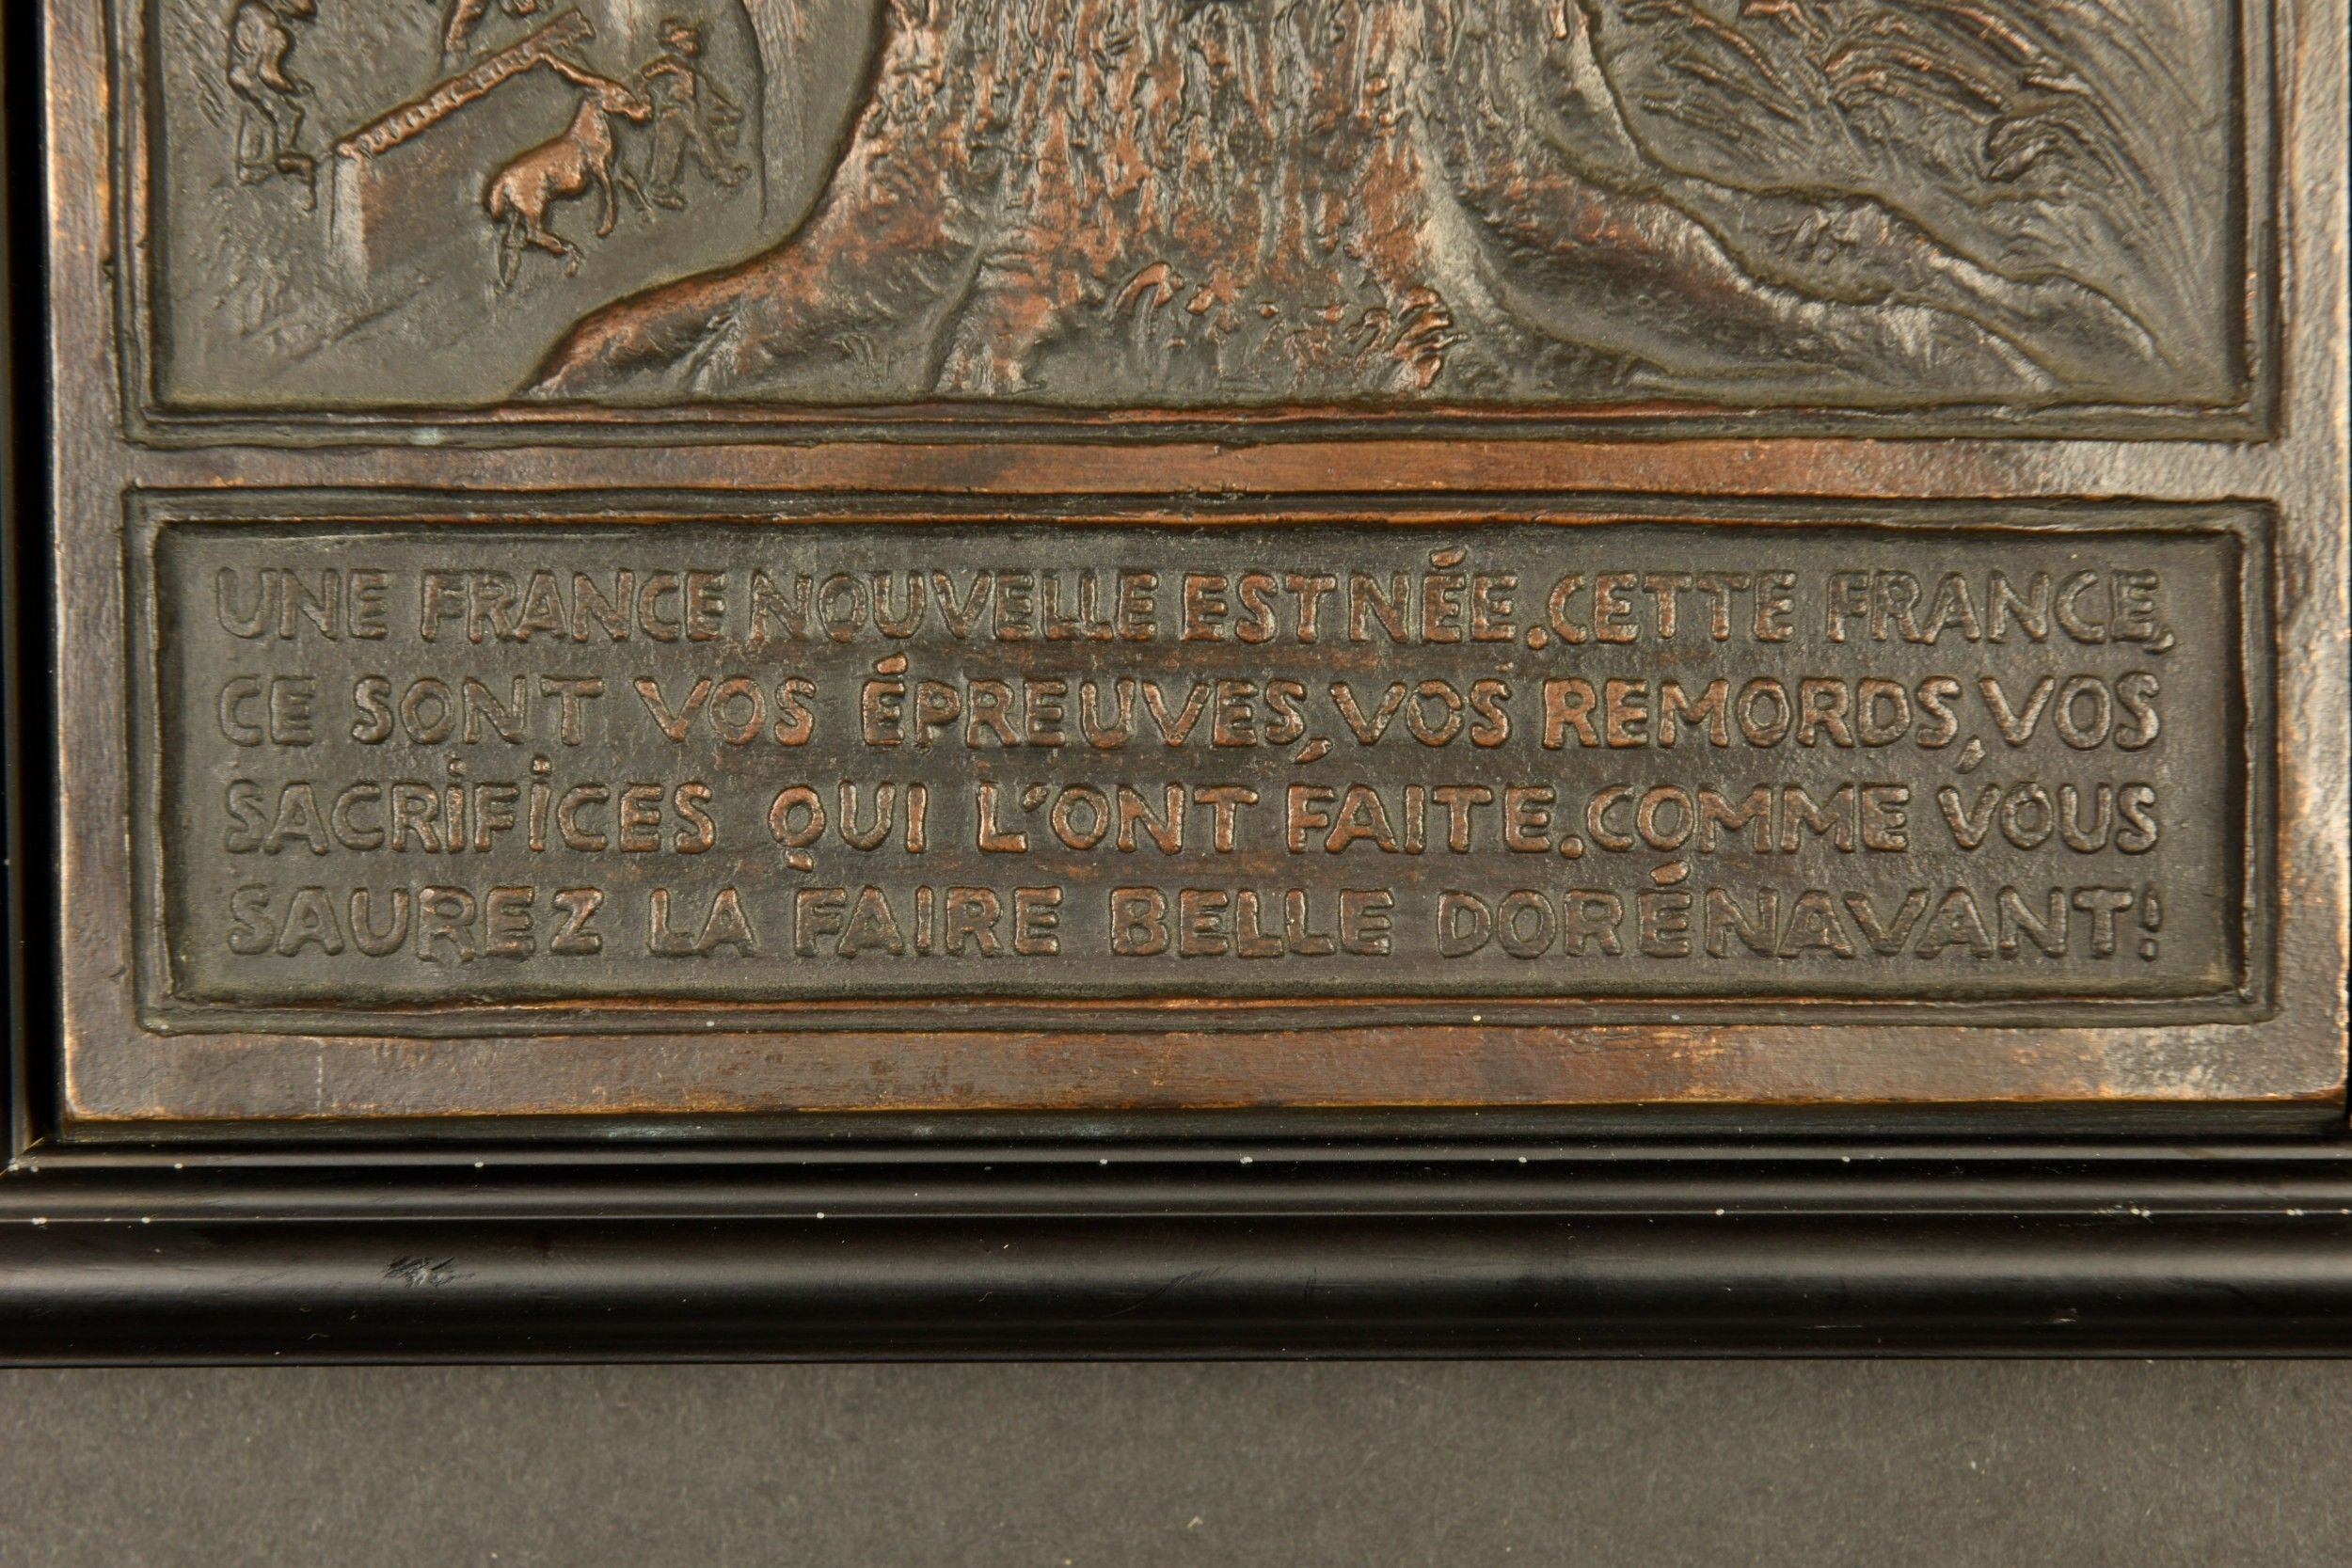 UNE FRANCE NOUVELLE EST NÉE. CETTE FRANCE,
CE SONT VOS ÉPREUVES, VOS REMORDS, VOS
SACRIFICES QUI L'ONT FAITE. COMME VOUS
SAUREZ LA FAIRE BELLE DORÉNAVANT!